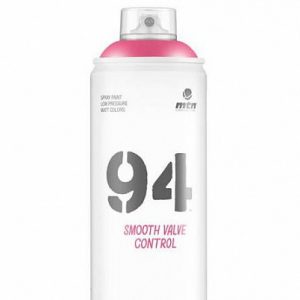 SPRAY PAINT
LOW PRESSURE
MATT COLORS
mtn
94
SMOOTH VALVE
CONTROL